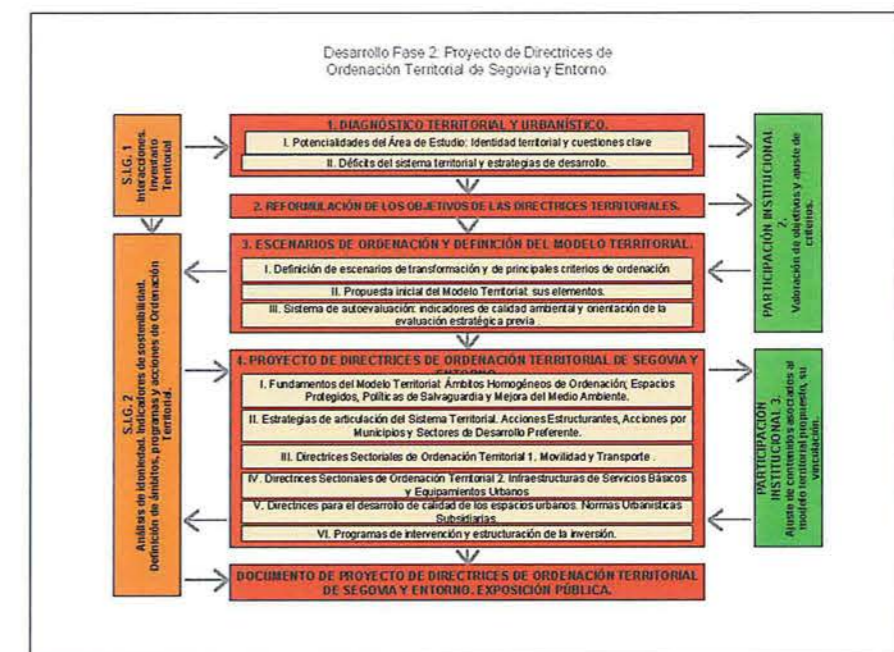 Desarrollo Fase 2: Proyecto de Directrices de
Ordenación Territorial de Segovia y Entorno
S.I.G. 1
Interacciones.
Inventario
Territorial
1. DIAGNÓSTICO TERRITORIAL Y URBANÍSTICO.
I. Potencialidades del Área de Estudio: Identidad territorial y cuestiones clave
II. Déficits del sistema territorial y estrategias de desarrollo.
2. REFORMULACIÓN DE LOS OBJETIVOS DE LAS DIRECTRICES TERRITORIALES.
3. ESCENARIOS DE ORDENACIÓN Y DEFINICIÓN DEL MODELO TERRITORIAL.
I. Definición de escenarios de transformación y de principales criterios de ordenación
II. Propuesta inicial del Modelo Territorial: sus elementos.
III. Sistema de autoevaluación: indicadores de calidad ambiental y orientación de la
evaluación estratégica previa .
PARTICIPACIÓN INSTITUCIONAL
2.
Valoración de objetivos y ajuste de
criterios.
S.I.G. 2
Análisis de idoniedad. Indicadores de sostenibilidad.
Definición de ámbitos, programas y acciones de Ordenación
Territorial.
4. PROYECTO DE DIRECTRICES DE ORDENACIÓN TERRITORIAL DE SEGOVIA Y
ENTORNO
I. Fundamentos del Modelo Territorial: Ámbitos Homogéneos de Ordenación; Espacios
Protegidos, Políticas de Salvaguardia y Mejora del Medio Ambiente.
II. Estrategias de articulación del Sistema Territorial. Acciones Estructurantes, Acciones por
Municipios y Sectores de Desarrollo Preferente.
III. Directrices Sectoriales de Ordenación Territorial 1. Movilidad y Transporte .
IV. Directrices Sectoriales de Ordenación Territorial 2. Infraestructuras de Servicios Básicos
y Equipamientos Urbanos
V. Directrices para el desarrollo de calidad de los espacios urbanos. Normas Urbanísticas
Subsidiarias.
VI. Programas de intervención y estructuración de la inversión.
PARTICIPACIÓN
INSTITUCIONAL 3.
Ajuste de contenidos asociados al
modelo territorial propuesto, su
vinculación.
DOCUMENTO DE PROYECTO DE DIRECTRICES DE ORDENACIÓN TERRITORIAL
DE SEGOVIA Y ENTORNO. EXPOSICIÓN PÚBLICA.